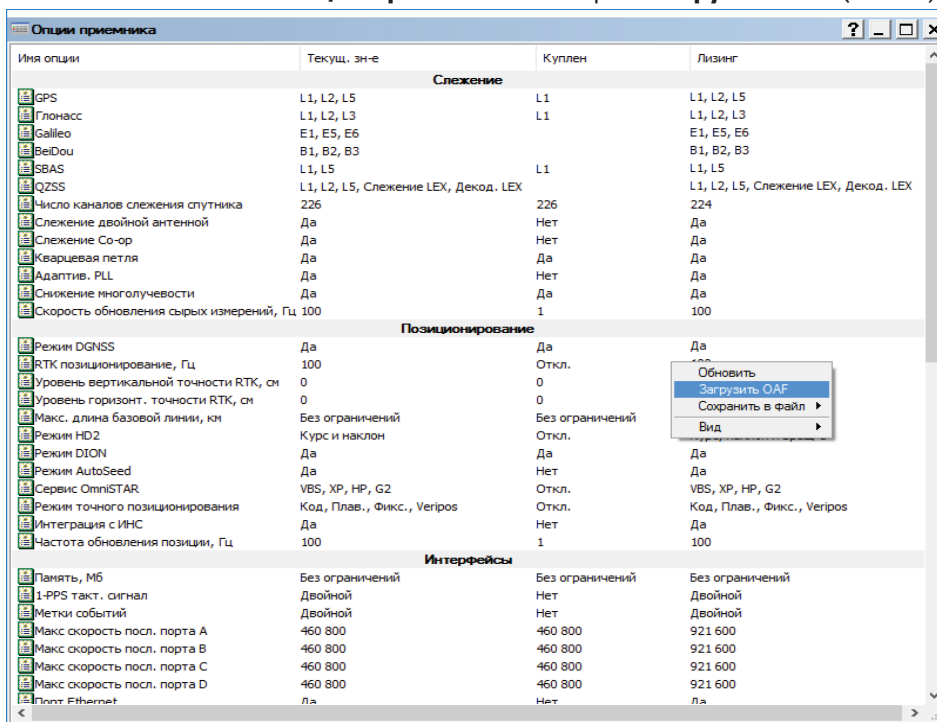 Опции приемника
Имя опции Текущ. зн-е Куплен Лизинг
Слежение
GPS L1, L2, L5 L1 L1, L2, L5
Глонасс L1, L2, L3 L1 L1, L2, L3
Galileo E1, E5, E6 E1, E5, E6
BeiDou B1, B2, B3 B1, B2, B3
SBAS L1, L5 L1 L1, L5
QZSS L1, L2, L5, Слежение LEX, Декод. LEX L1, L2, L5, Слежение LEX, Декод. LEX
Число каналов слежения спутника 226 226 224
Слежение двойной антенной Да Нет Да
Слежение Co-op Да Нет Да
Кварцевая петля Да Да Да
Адаптив. PLL Да Нет Да
Снижение многолучевости Да Да Да
Скорость обновления сырых измерений, Гц 100 1 100
Позиционирование
Режим DGNSS Да Да Да
RTK позиционирование, Гц 100 Откл.
Уровень вертикальной точности RTK, см 0 0
Уровень горизонт. точности RTK, см 0 0
Макс. длина базовой линии, км Без ограничений Без ограничений
Режим HD2 Курс и наклон Откл.
Обновить
Загрузить OAF
Сохранить в файл
Вид
Режим DION Да Да Да
Режим AutoSeed Да Нет Да
Сервис OmniSTAR VBS, XP, HP, G2 Откл. VBS, XP, HP, G2
Режим точного позиционирования Код, Плав., Фикс., Veripos Откл. Код, Плав., Фикс., Veripos
Интеграция с ИНС Да Нет Да
Частота обновления позиции, Гц 100 1 100
Интерфейсы
Память, Мб Без ограничений Без ограничений Без ограничений
1-PPS такт. сигнал Двойной Нет Двойной
Метки событий Двойной Нет Двойной
Макс скорость посл. порта A 460 800 460 800 921 600
Макс скорость посл. порта B 460 800 460 800 921 600
Макс скорость посл. порта C 460 800 460 800 921 600
Макс скорость посл. порта D 460 800 460 800 921 600
Порт Ethernet Да Нет Да